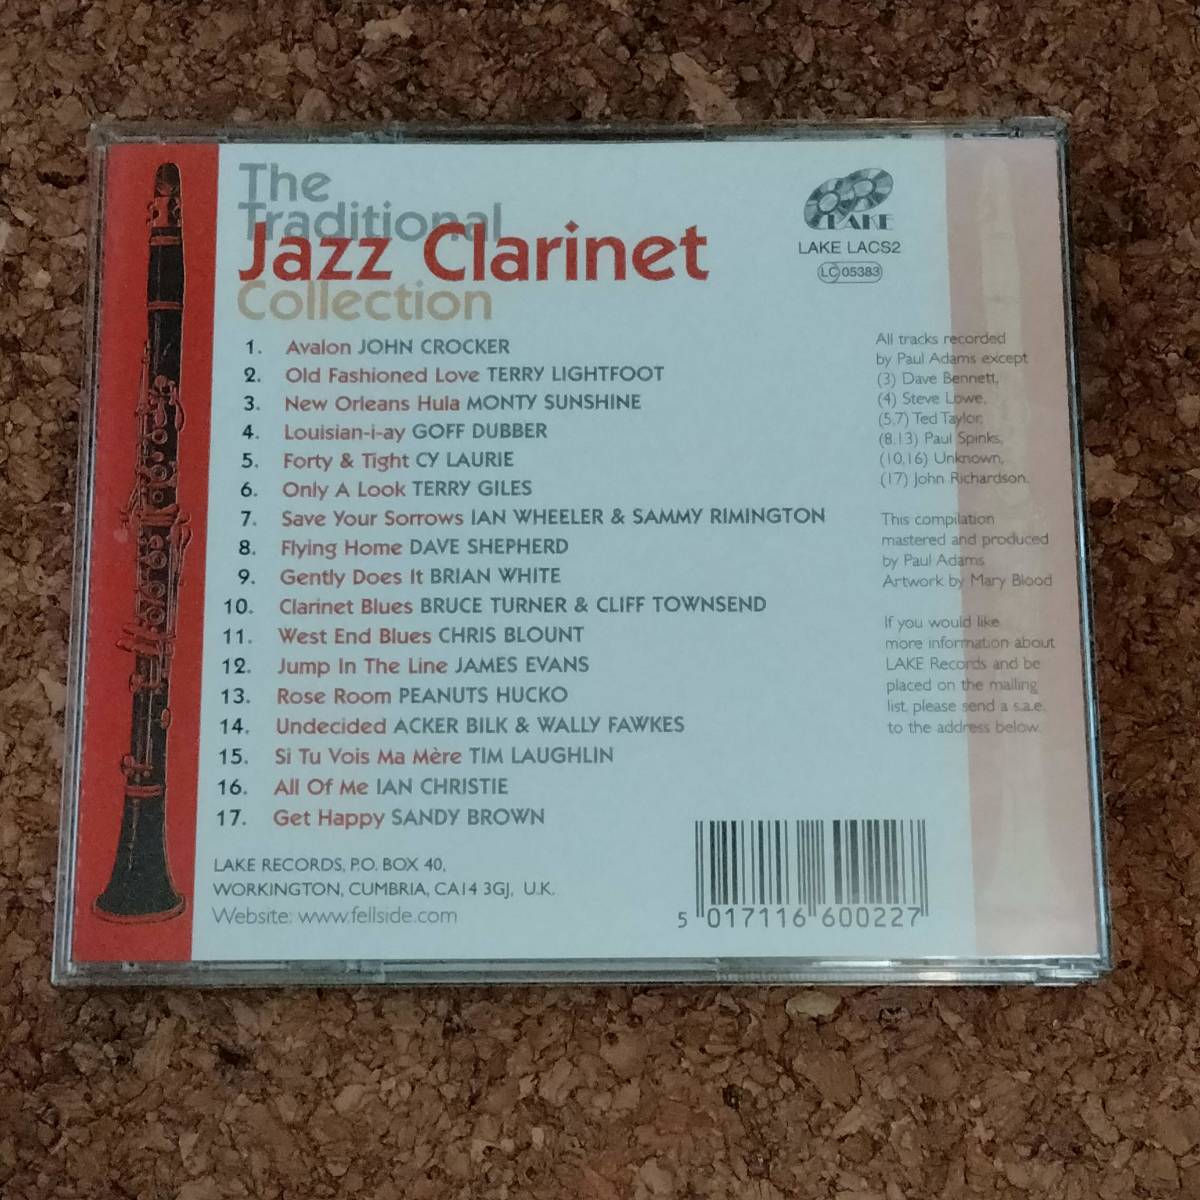 The
Traditional
Jazz Clarinet
Collection
LAKE
LAKE LACS2
LC 05383
1. Avalon JOHN CROCKER
2. Old Fashioned Love TERRY LIGHTFOOT
3. New Orleans Hula MONTY SUNSHINE
4. Louisian-i-ay GOFF DUBBER
5. Forty & Tight CY LAURIE
6. Only A Look TERRY GILES
7. Save Your Sorrows IAN WHEELER & SAMMY RIMINGTON
8. Flying Home DAVE SHEPHERD
9. Gently Does It BRIAN WHITE
10. Clarinet Blues BRUCE TURNER & CLIFF TOWNSEND
11. West End Blues CHRIS BLOUNT
12. Jump In The Line JAMES EVANS
13. Rose Room PEANUTS HUCKO
14. Undecided ACKER BILK & WALLY FAWKES
15. Si Tu Vois Ma Mère TIM LAUGHLIN
16. All Of Me IAN CHRISTIE
17. Get Happy SANDY BROWN
All tracks recorded
by Paul Adams except
(3) Dave Bennett,
(4) Steve Lowe,
(5,7) Ted Taylor,
(8,13) Paul Spinks,
(10,16) Unknown,
(17) John Richardson.
This compilation
mastered and produced
by Paul Adams
Artwork by Mary Blood
If you would like
more information about
LAKE Records and be
placed on the mailing
list, please send a s.a.e.
to the address below.
LAKE RECORDS, P.O. BOX 40,
WORKINGTON, CUMBRIA, CA14 3GJ, U.K.
Website: www.fellside.com
5 017116 600227